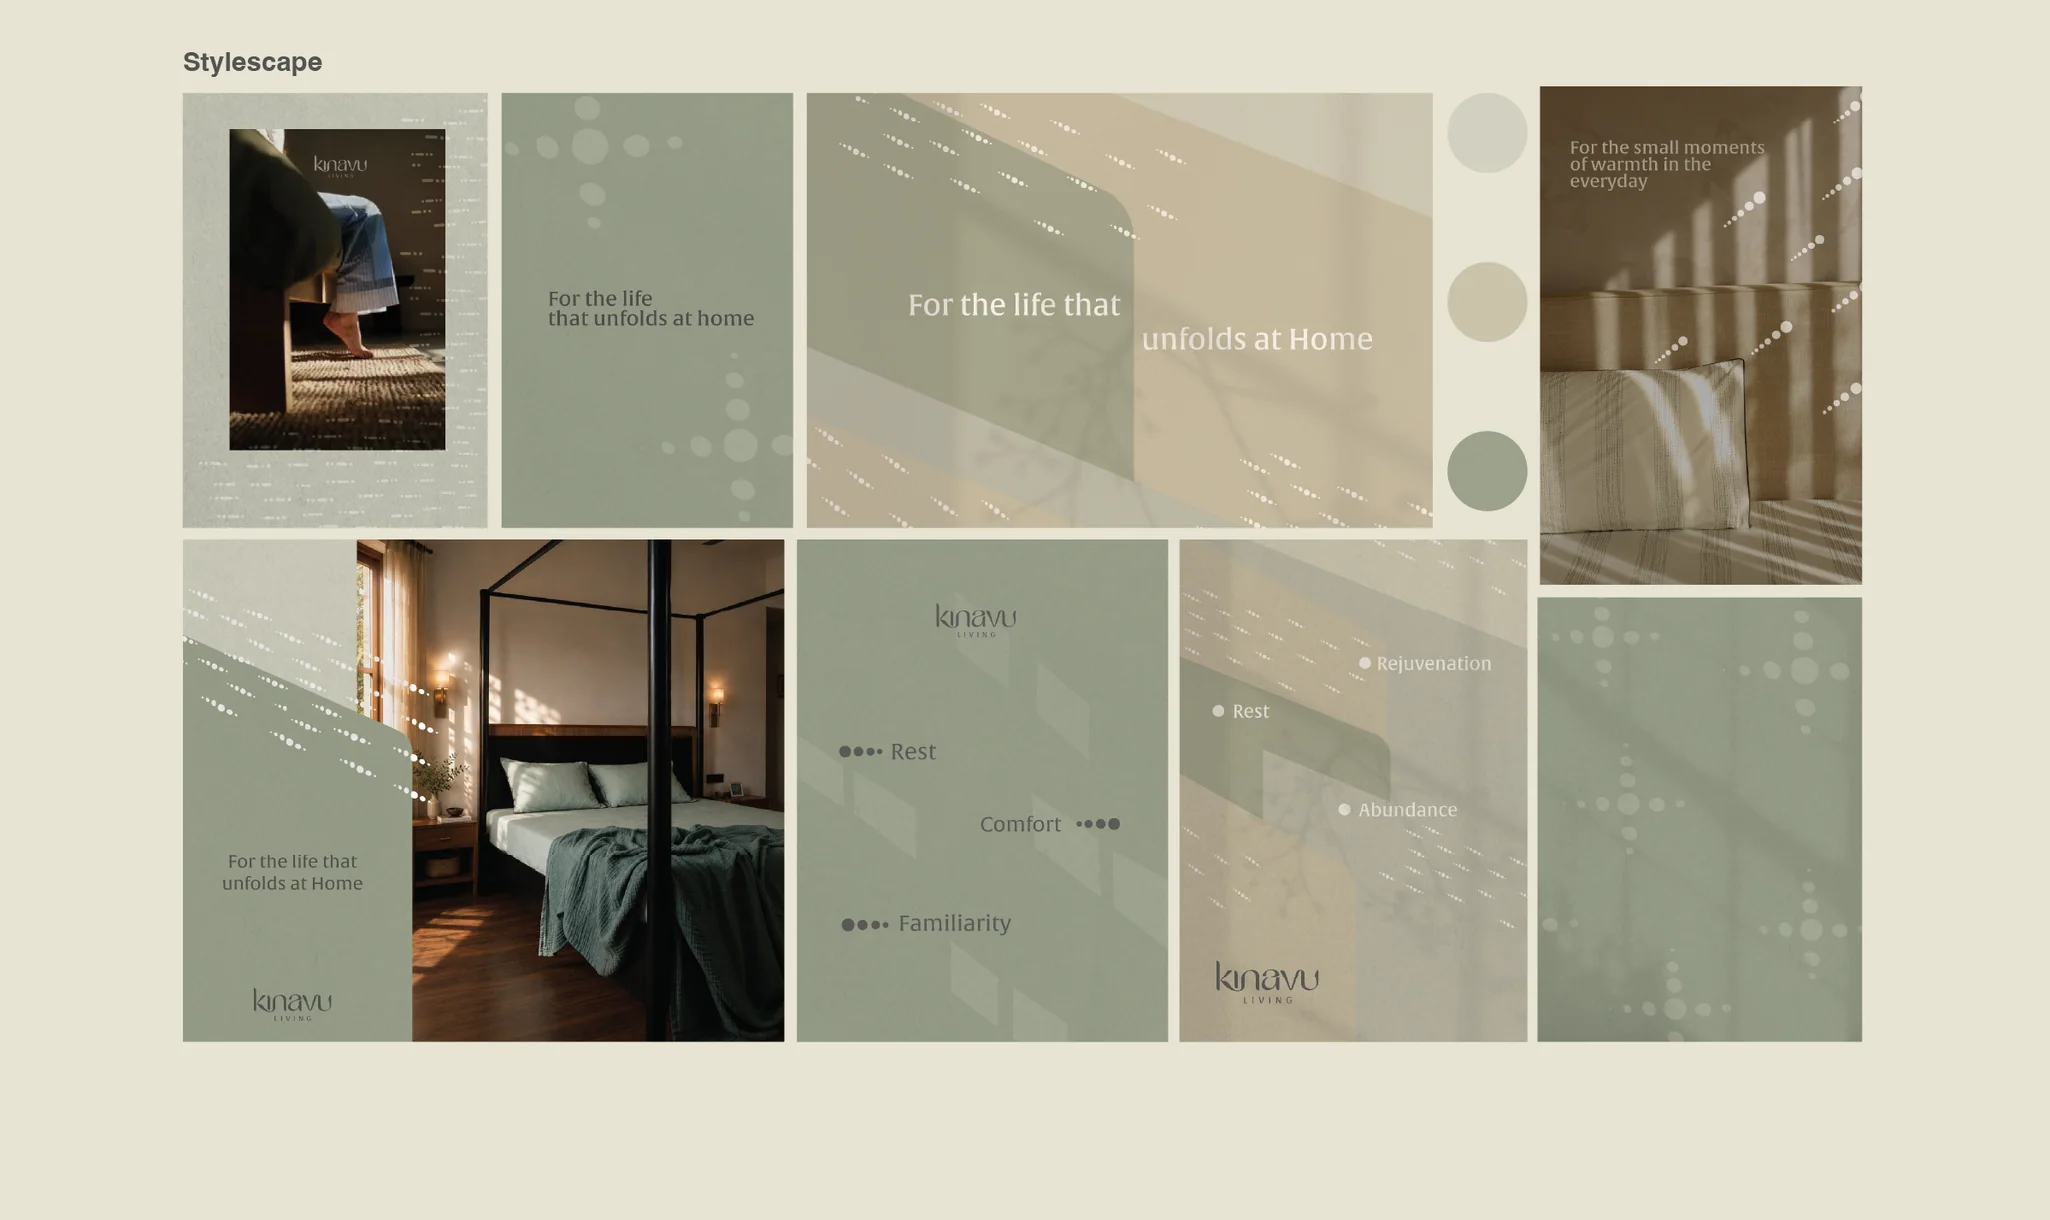 Stylescape
kinavu
LIVING
For the life
that unfolds at home
For the life that
unfolds at Home
For the small moments
of warmth in the
everyday
For the life that
unfolds at Home
kinavu
LIVING
kinavu
LIVING
Rest
Comfort
Familiarity
Rejuvenation
Rest
Abundance
kinavu
LIVING